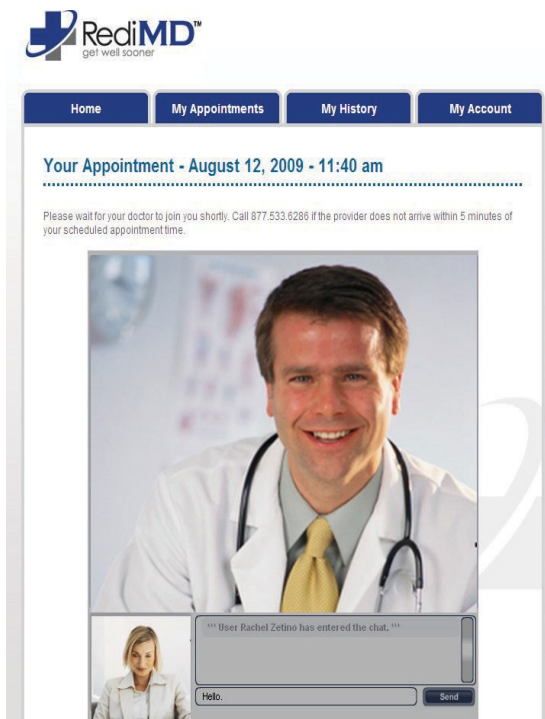 RediMD™
get well sooner
Home My Appointments My History My Account
Your Appointment - August 12, 2009 - 11:40 am
Please wait for your doctor to join you shortly. Call 877.533.6286 if the provider does not arrive within 5 minutes of
your scheduled appointment time.
''' User Rachel Zetino has entered the chat. '''
Hello. Send